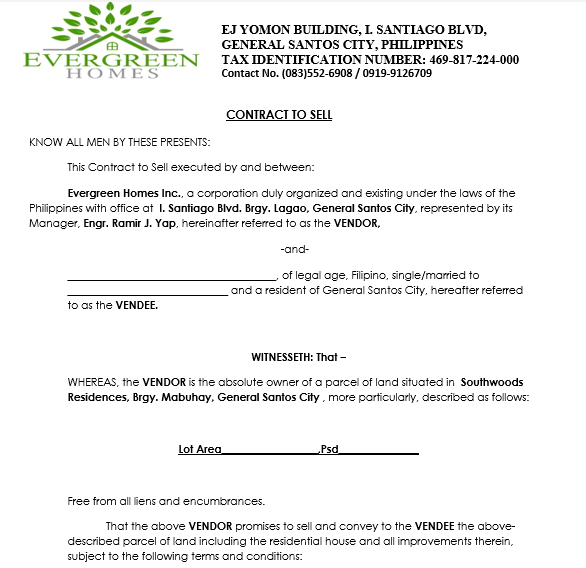 EVERGREEN
HOMES
EJ YOMON BUILDING, I. SANTIAGO BLVD,
GENERAL SANTOS CITY, PHILIPPINES
TAX IDENTIFICATION NUMBER: 469-817-224-000
Contact No. (083)552-6908 / 0919-9126709
CONTRACT TO SELL
KNOW ALL MEN BY THESE PRESENTS:
This Contract to Sell executed by and between:
Evergreen Homes Inc., a corporation duly organized and existing under the laws of the
Philippines with office at I. Santiago Blvd. Brgy. Lagao, General Santos City, represented by its
Manager, Engr. Ramir J. Yap, hereinafter referred to as the VENDOR,
-and-
________________________________, of legal age, Filipino, single/married to
_________________________ and a resident of General Santos City, hereafter referred
to as the VENDEE.
WITNESSETH: That –
WHEREAS, the VENDOR is the absolute owner of a parcel of land situated in Southwoods
Residences, Brgy. Mabuhay, General Santos City , more particularly, described as follows:
Lot Area_______________,Psd____________
Free from all liens and encumbrances.
That the above VENDOR promises to sell and convey to the VENDEE the above-
described parcel of land including the residential house and all improvements therein,
subject to the following terms and conditions: